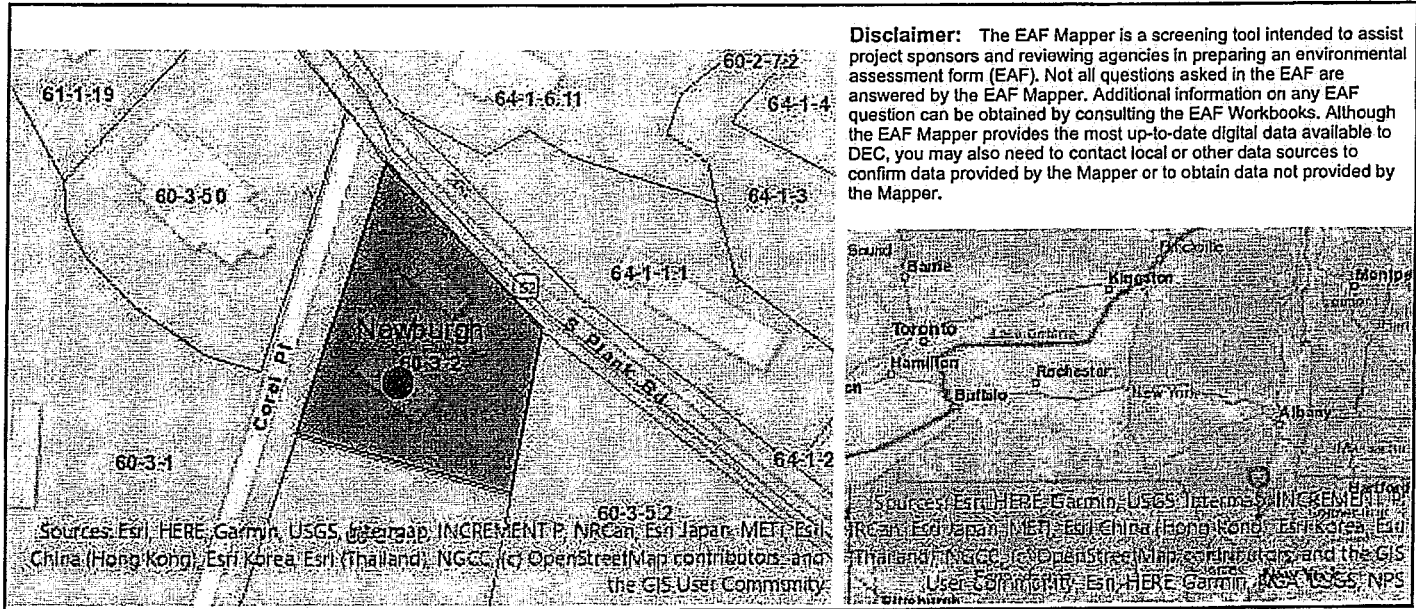 Disclaimer: The EAF Mapper is a screening tool intended to assist
project sponsors and reviewing agencies in preparing an environmental
assessment form (EAF). Not all questions asked in the EAF are
answered by the EAF Mapper. Additional information on any EAF
question can be obtained by consulting the EAF Workbooks. Although
the EAF Mapper provides the most up-to-date digital data available to
DEC, you may also need to contact local or other data sources to
confirm data provided by the Mapper or to obtain data not provided by
the Mapper.
60-2-7.2
61-1-19
64-1-6.11
64-1-4
60-3-50
64-1-3
64-1-1.1
52
Newburgh
60-3-2
S Plank Rd
Corel Pl
60-3-1
64-1-2
60-3-5.2
Sources: Esri, HERE, Garmin, USGS, Intermap, INCREMENT P, NRCan, Esri Japan, METI, Esri
China (Hong Kong), Esri Korea, Esri (Thailand), NGCC, (c) OpenStreetMap contributors, and
the GIS User Community
Sound
Barrie
Kingston
Toronto
Hamilton
Rochester
Buffalo
New York
Albany
Hartford
Sources: Esri, HERE, Garmin, USGS, Intermap, INCREMENT P,
NRCan, Esri Japan, METI, Esri China (Hong Kong), Esri Korea, Esri
(Thailand), NGCC, (c) OpenStreetMap contributors, and the GIS
User Community, Esri, HERE, Garmin, USGS, NPS